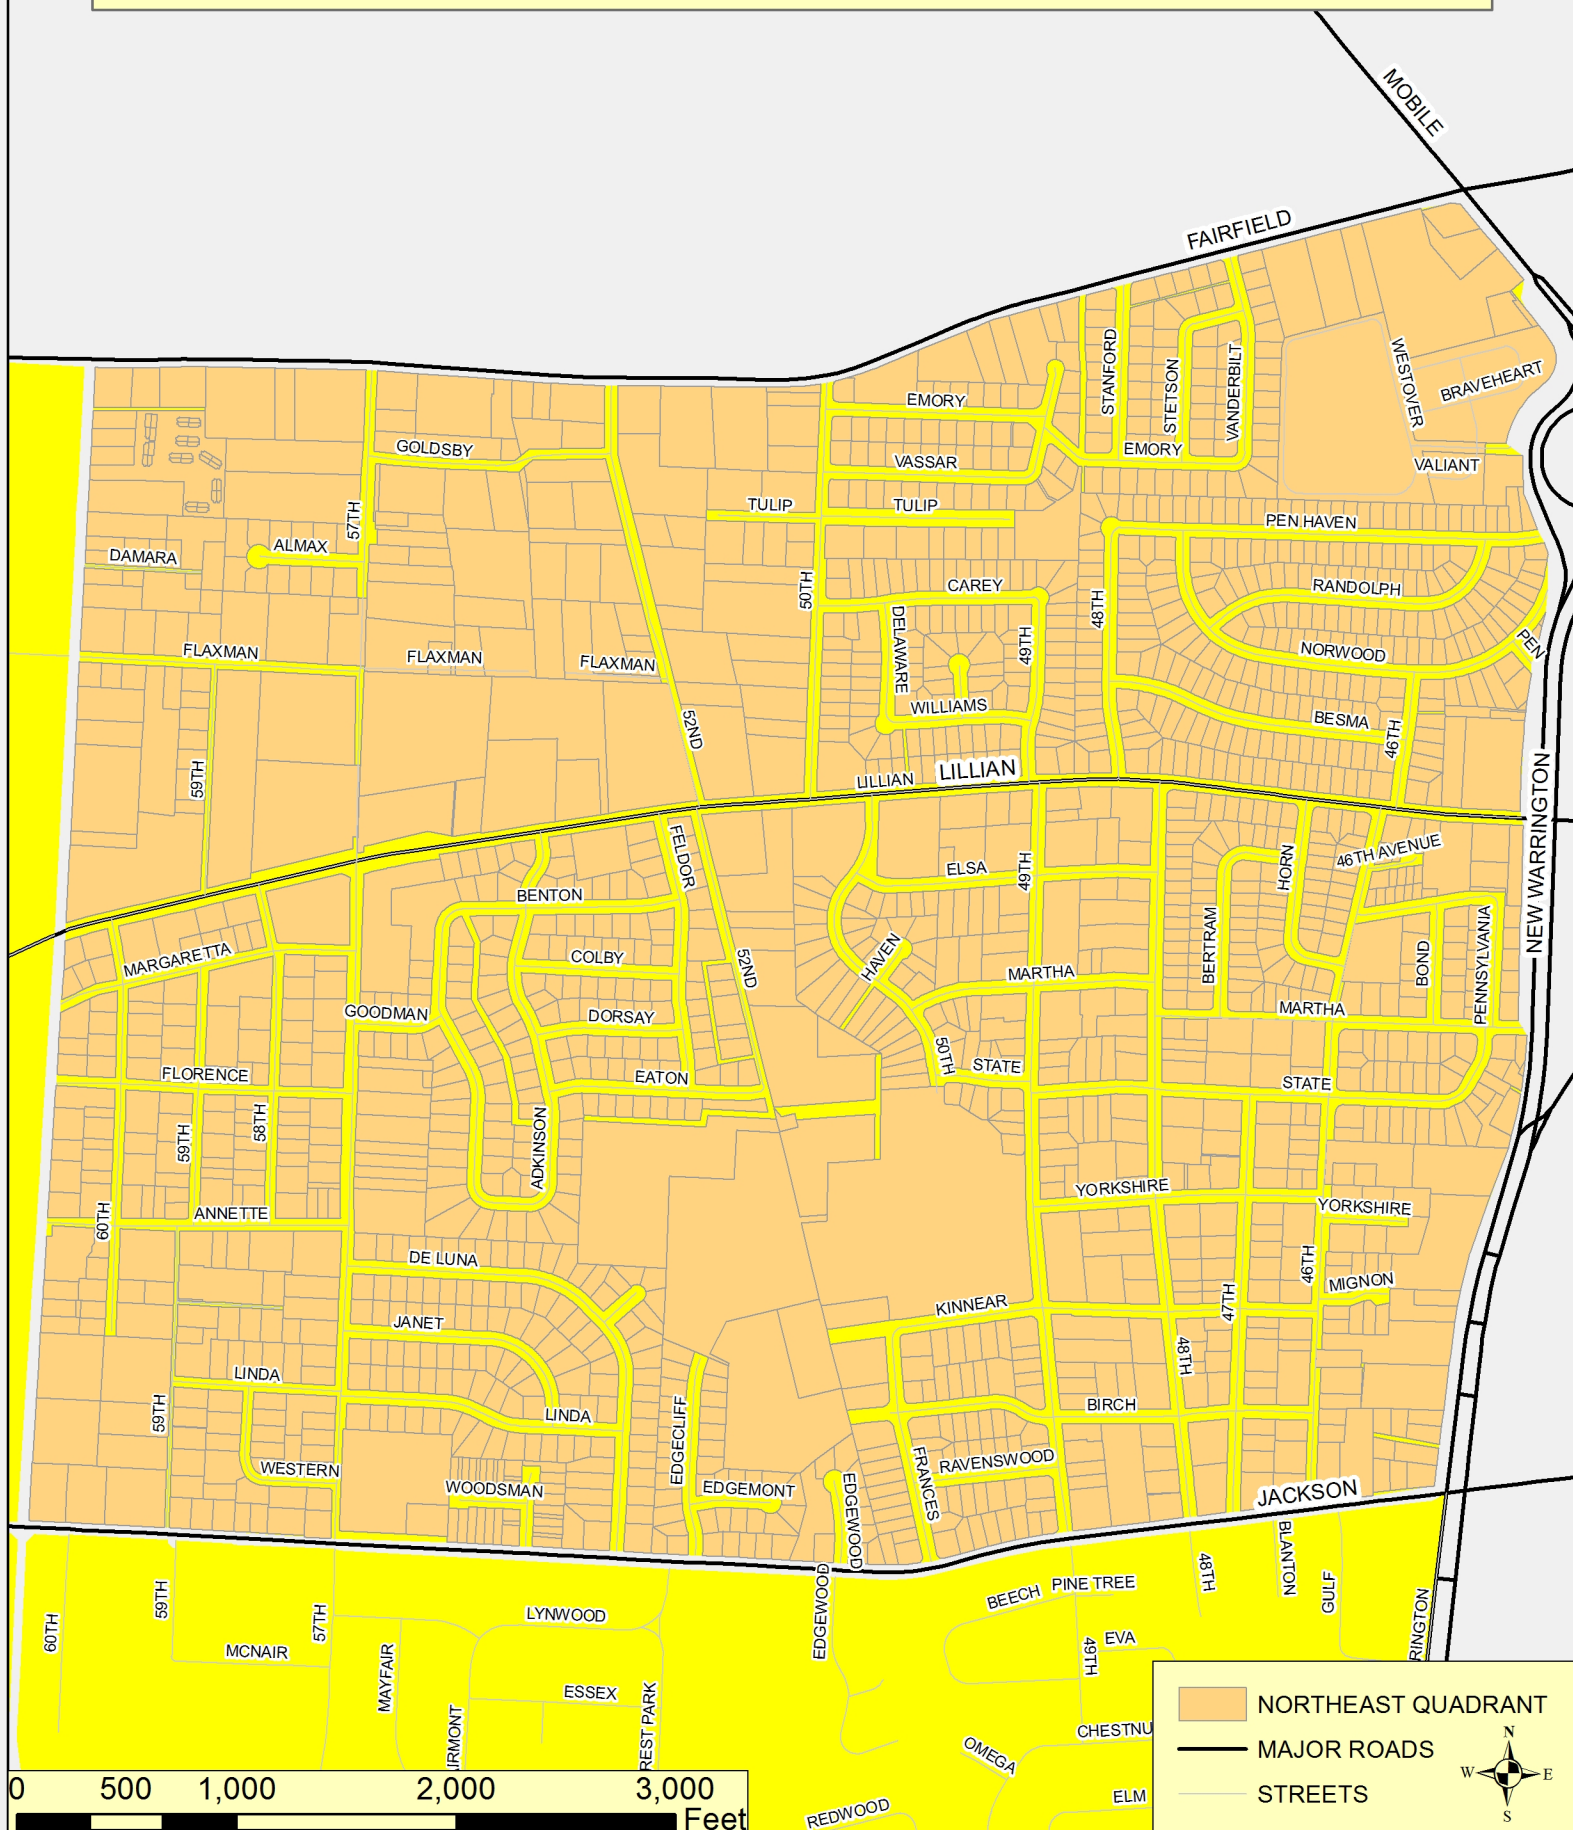 MOBILE
FAIRFIELD
WESTOVER
BRAVEHEART
STANFORD
STETSON
VANDERBILT
EMORY
EMORY
GOLDSBY
VASSAR
VALIANT
TULIP
TULIP
PEN HAVEN
57TH
ALMAX
DAMARA
50TH
CAREY
RANDOLPH
48TH
DELAWARE
49TH
FLAXMAN
FLAXMAN
FLAXMAN
NORWOOD
PEN
WILLIAMS
52ND
BESMA
46TH
59TH
LILLIAN
LILLIAN
NEW WARRINGTON
FELDOR
ELSA
49TH
HORN
46TH AVENUE
BENTON
BERTRAM
BOND
PENNSYLVANIA
MARGARETTA
COLBY
52ND
HAVEN
MARTHA
GOODMAN
DORSAY
MARTHA
50TH
STATE
FLORENCE
EATON
STATE
59TH
58TH
ADKINSON
60TH
ANNETTE
YORKSHIRE
YORKSHIRE
DE LUNA
46TH
MIGNON
47TH
KINNEAR
JANET
48TH
LINDA
59TH
LINDA
EDGECLIFF
BIRCH
WESTERN
WOODSMAN
EDGEMONT
EDGEWOOD
FRANCES
RAVENSWOOD
JACKSON
60TH
59TH
57TH
LYNWOOD
MCNAIR
MAYFAIR
EDGEWOOD
BEECH
PINE TREE
48TH
BLANTON
GULF
RINGTON
EVA
49TH
ESSEX
IRMONT
REST PARK
CHESTNU
OMEGA
ELM
REDWOOD
0 500 1,000 2,000 3,000
Feet
NORTHEAST QUADRANT
MAJOR ROADS
STREETS
N
W E
S